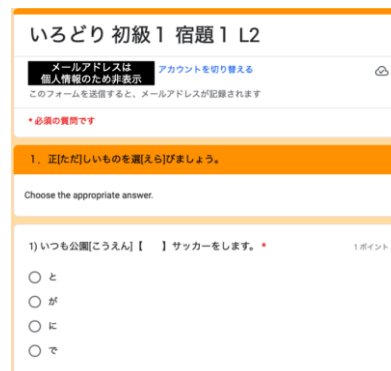 いろどり 初級1 宿題1 L2
メールアドレスは
個人情報のため非表示
アカウントを切り替える
このフォームを送信すると、メールアドレスが記録されます
*必須の質問です
1．正[ただ]しいものを選[えら]びましょう。
Choose the appropriate answer.
1) いつも公園[こうえん]【　　】サッカーをします。 *
1 ポイント
と
が
に
で